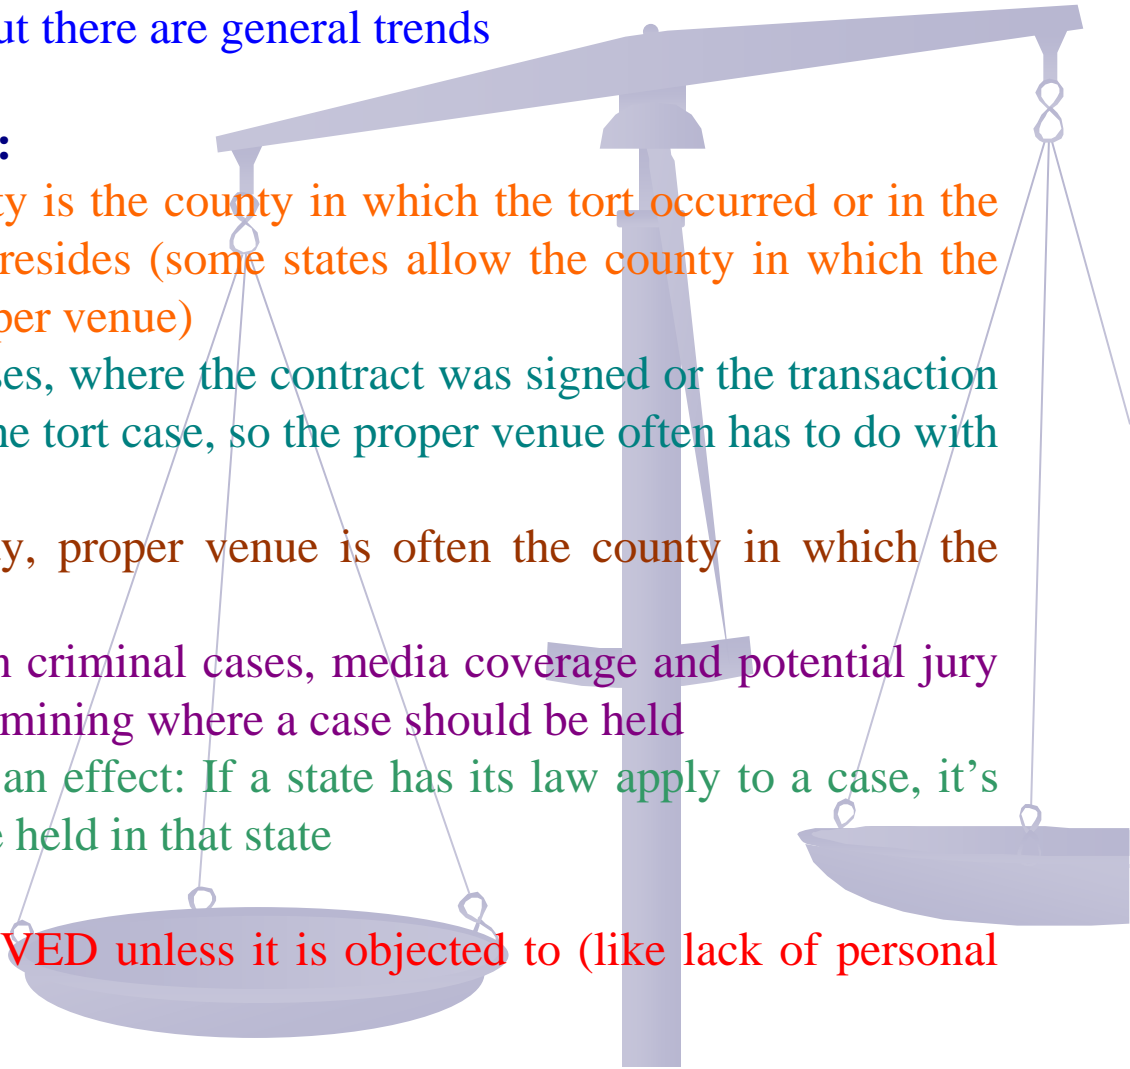 ut there are general trends
:
ty is the county in which the tort occurred or in the
resides (some states allow the county in which the
per venue)
ses, where the contract was signed or the transaction
he tort case, so the proper venue often has to do with
y, proper venue is often the county in which the
n criminal cases, media coverage and potential jury
mining where a case should be held
an effect: If a state has its law apply to a case, it’s
e held in that state
VED unless it is objected to (like lack of personal